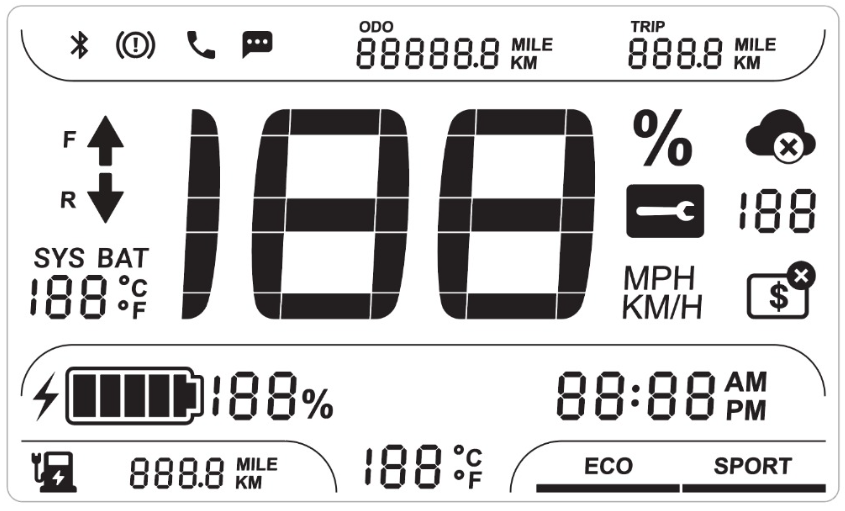 ODO
88888.8 MILE KM
TRIP
888.8 MILE KM
F
R
188
%
188
SYS BAT
188 °C °F
MPH
KM/H
$
188%
88:88 AM PM
888.8 MILE KM
188 °C °F
ECO
SPORT